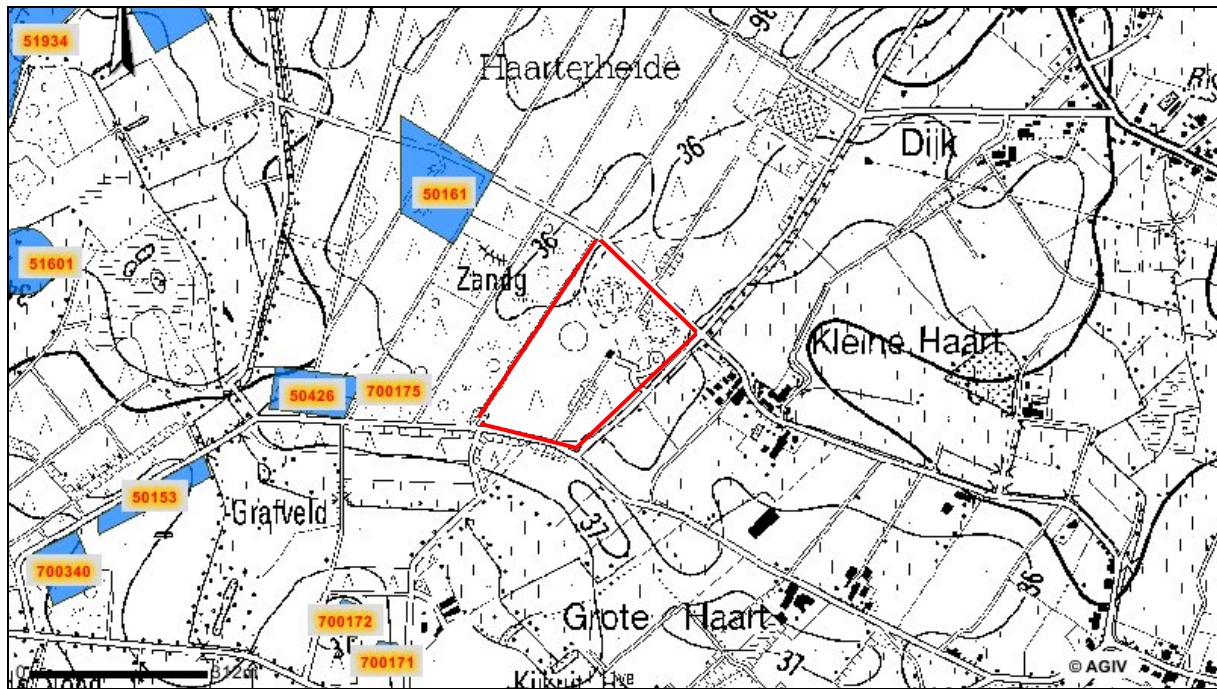 51934
Haarterheide
36
Dijk
36
50161
36
51601
Zandg
Kleine Haart
50426
700175
50153
Grafveld
37
700340
36
700172
Grote Haart
700171
37
© AGIV